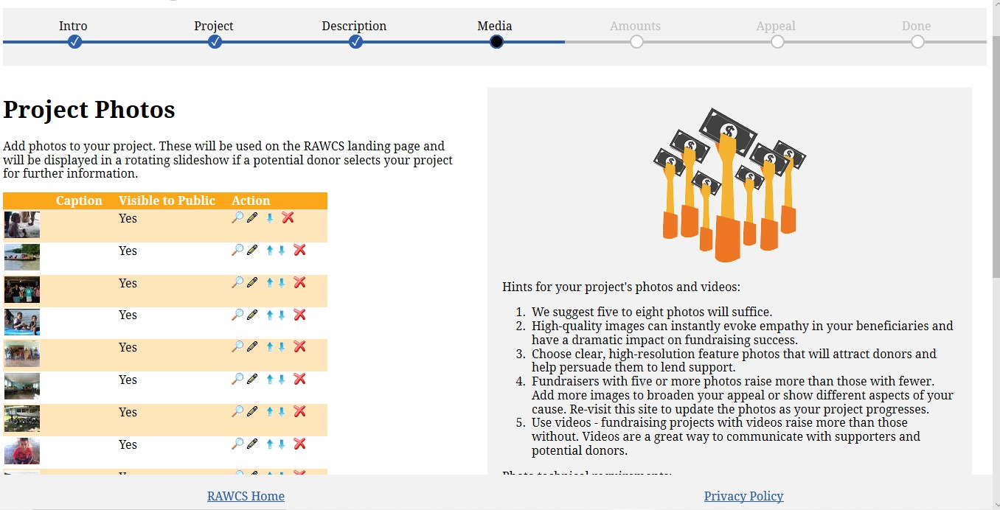 Intro Project Description Media Amounts Appeal Done
Project Photos
Add photos to your project. These will be used on the RAWCS landing page and
will be displayed in a rotating slideshow if a potential donor selects your project
for further information.
Caption Visible to Public Action
Yes
Yes
Yes
Yes
Yes
Yes
Yes
Yes
Hints for your project's photos and videos:
1. We suggest five to eight photos will suffice.
2. High-quality images can instantly evoke empathy in your beneficiaries and
have a dramatic impact on fundraising success.
3. Choose clear, high-resolution feature photos that will attract donors and
help persuade them to lend support.
4. Fundraisers with five or more photos raise more than those with fewer.
Add more images to broaden your appeal or show different aspects of your
cause. Re-visit this site to update the photos as your project progresses.
5. Use videos - fundraising projects with videos raise more than those
without. Videos are a great way to communicate with supporters and
potential donors.
RAWCS Home
Privacy Policy